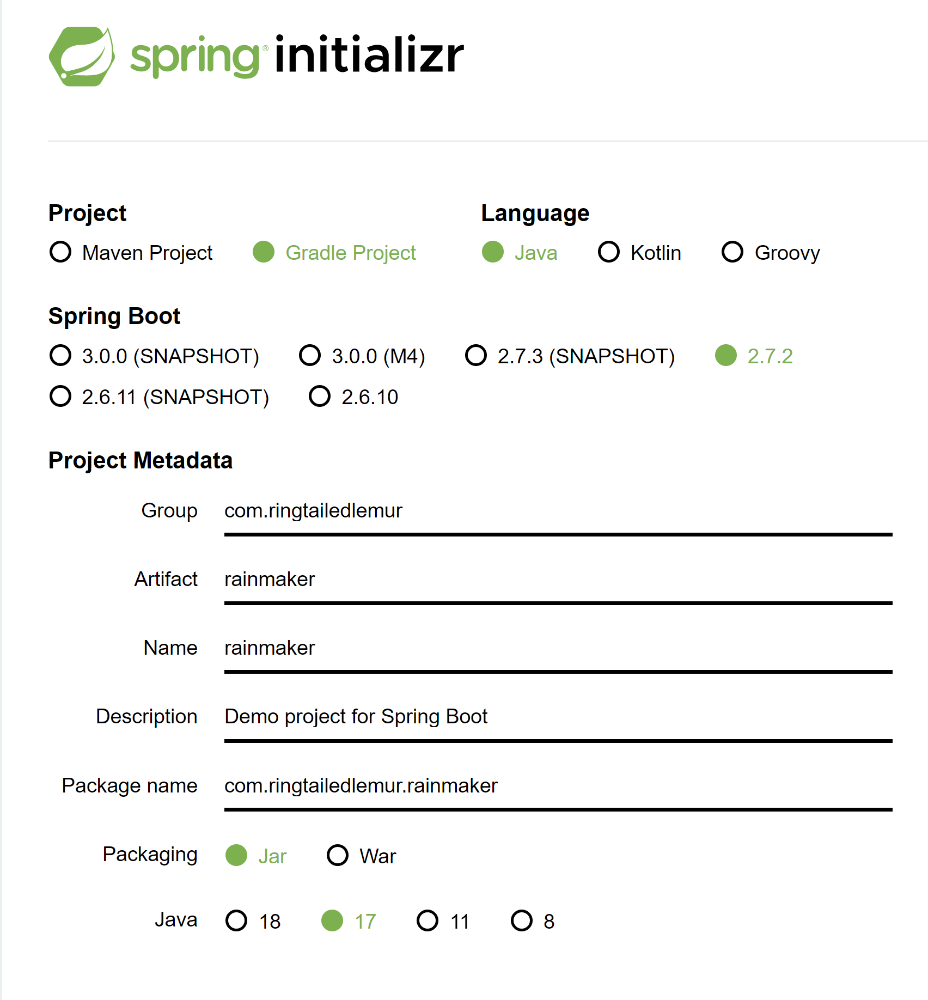 spring® initializr
Project
Maven Project Gradle Project
Language
Java Kotlin Groovy
Spring Boot
3.0.0 (SNAPSHOT) 3.0.0 (M4) 2.7.3 (SNAPSHOT) 2.7.2
2.6.11 (SNAPSHOT) 2.6.10
Project Metadata
Group com.ringtailedlemur
Artifact rainmaker
Name rainmaker
Description Demo project for Spring Boot
Package name com.ringtailedlemur.rainmaker
Packaging Jar War
Java 18 17 11 8